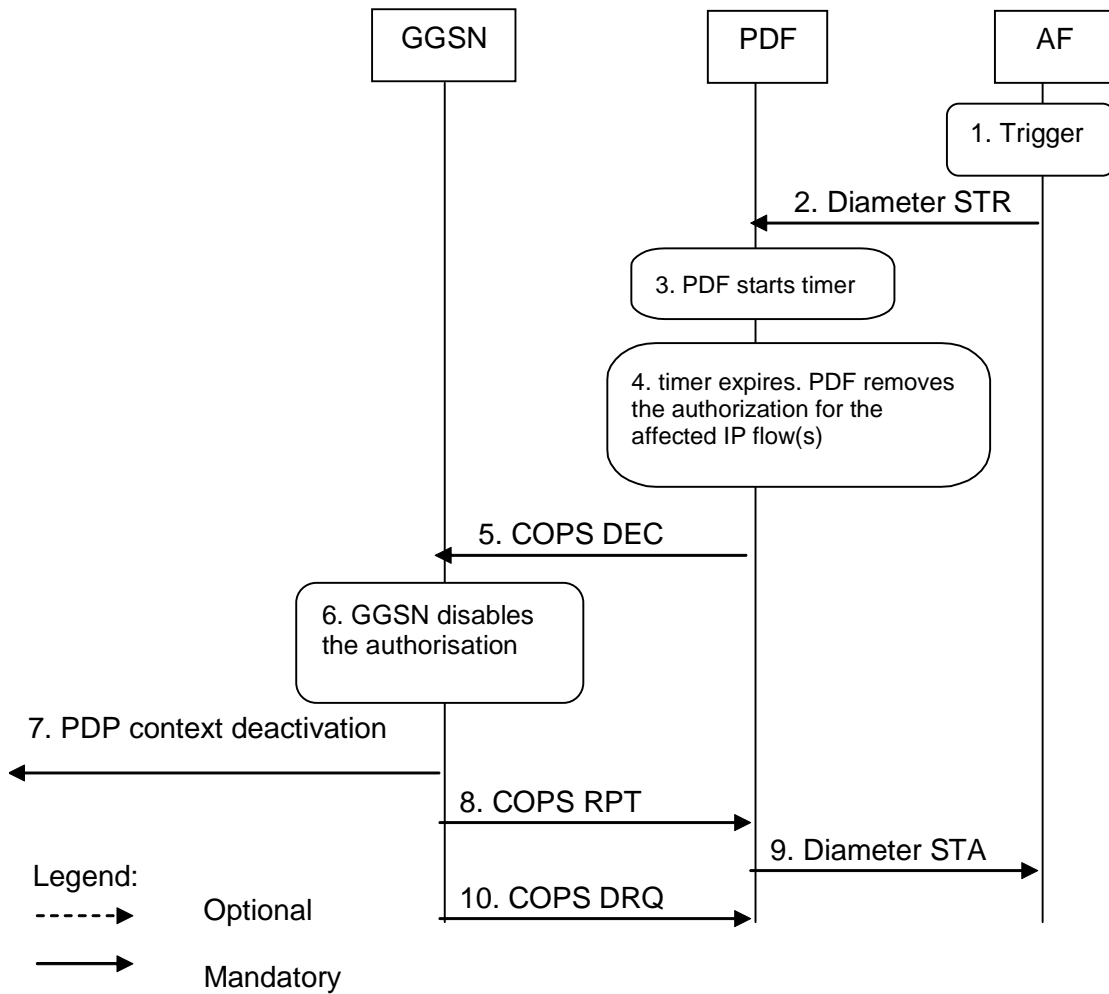 GGSN
PDF
AF
1. Trigger
2. Diameter STR
3. PDF starts timer
4. timer expires. PDF removes
the authorization for the
affected IP flow(s)
5. COPS DEC
6. GGSN disables
the authorisation
7. PDP context deactivation
8. COPS RPT
9. Diameter STA
10. COPS DRQ
Legend:
Optional
Mandatory